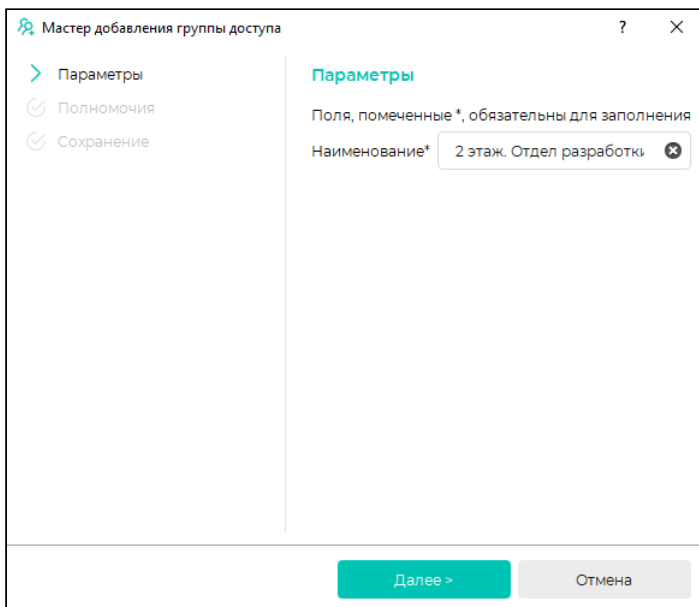 Мастер добавления группы доступа
?
Параметры
Полномочия
Сохранение
Параметры
Поля, помеченные *, обязательны для заполнения
Наименование* 2 этаж. Отдел разработки
Далее > Отмена